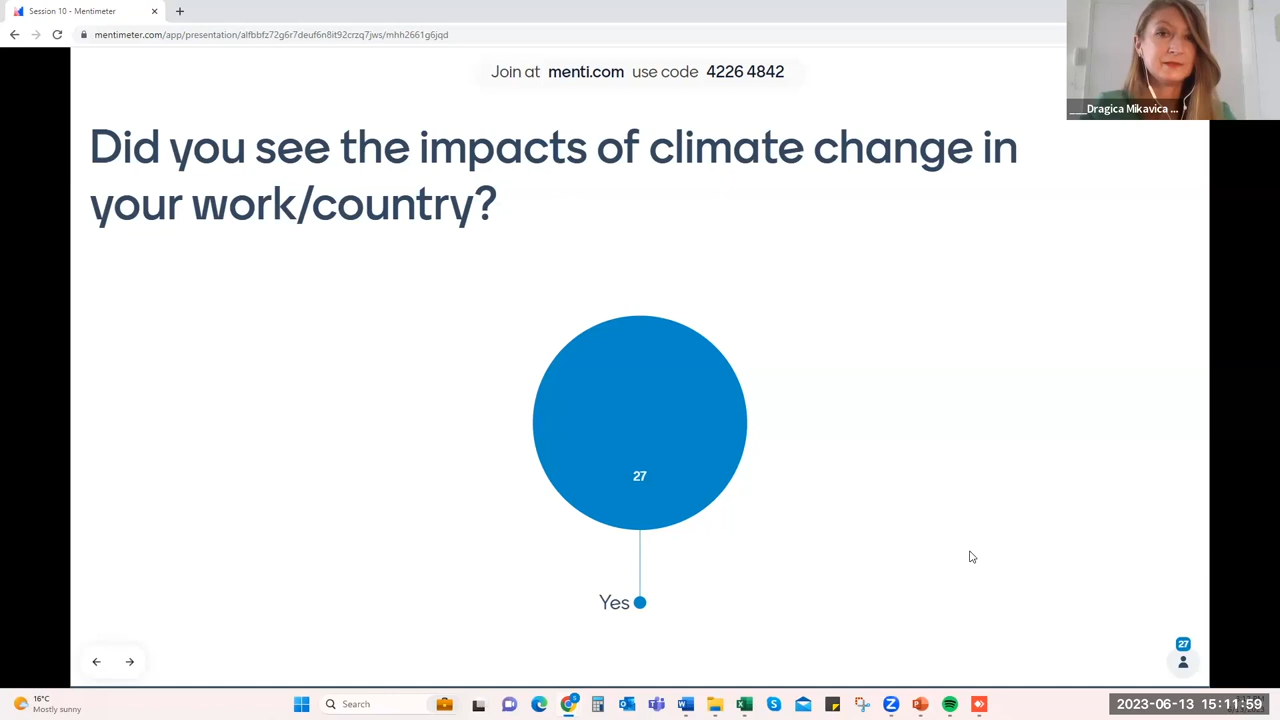 Session 10 - Mentimeter
mentimeter.com/app/presentation/alfbbfz72g6r7deuf6n8it92crzq7jws/mhh2661g6jqd
Join at menti.com use code 4226 4842
___Dragica Mikavica ...
Did you see the impacts of climate change in
your work/country?
27
Yes
27
16°C
Mostly sunny
Search
2023-06-13 15:11:59